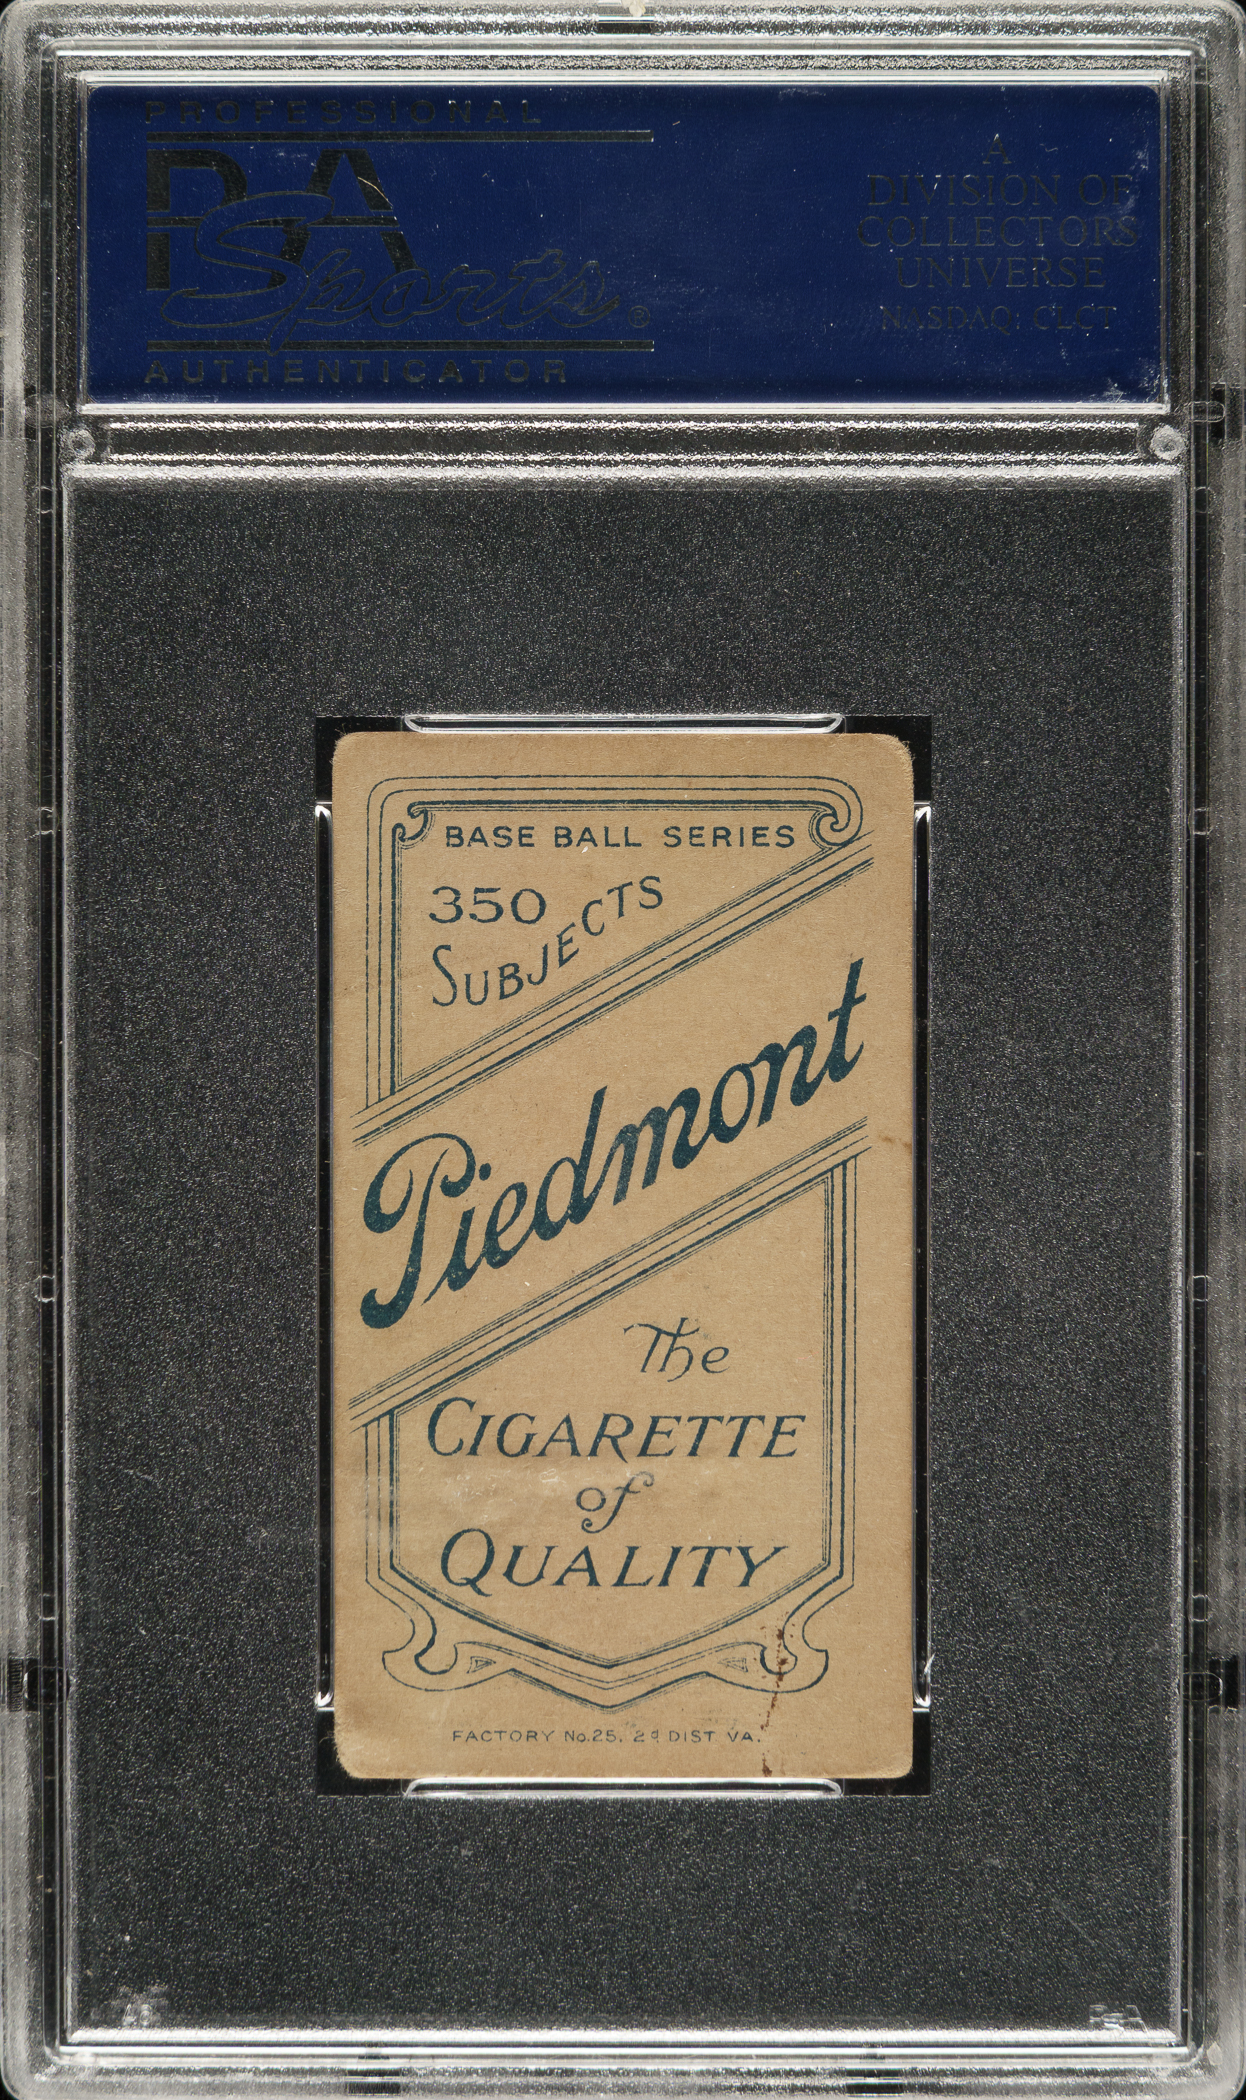 PROFESSIONAL
PSA
Sports®
AUTHENTICATOR
A
DIVISION OF
COLLECTORS
UNIVERSE
NASDAQ: CLCT
BASE BALL SERIES
350
SUBJECTS
Piedmont
The
CIGARETTE
of
QUALITY
FACTORY No. 25, 2d DIST VA.
PSA